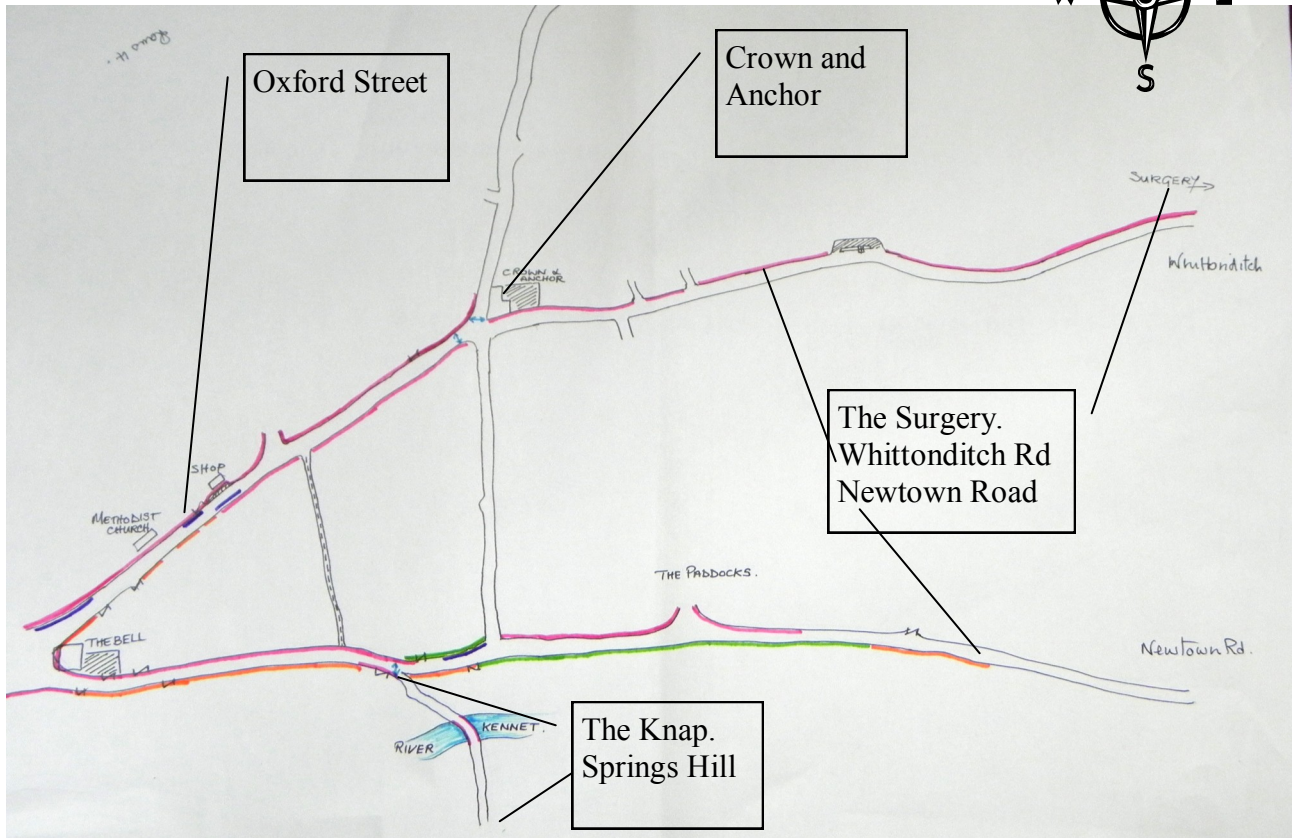 W
S
Oxford Street
Crown and
Anchor
SURGERY
CROWN &
ANCHOR
Whittonditch
The Surgery.
Whittonditch Rd
Newtown Road
SHOP
METHODIST
CHURCH
THE PADDOCKS.
THE BELL
Newtown Rd.
KENNET.
RIVER
The Knap.
Springs Hill